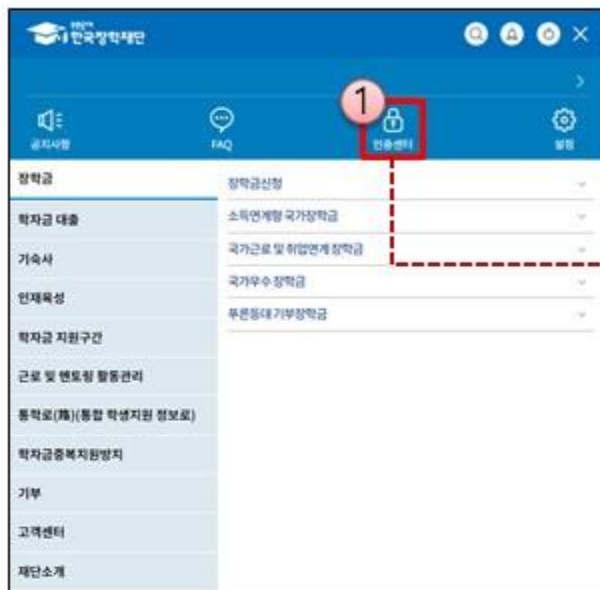 한국장학재단
1
공지사항
FAQ
인증센터
설정
장학금
학자금 대출
기숙사
인재육성
학자금 지원구간
근로 및 멘토링 활동관리
통학로(路)(통합 학생지원 정보로)
학자금중복지원방지
기부
고객센터
재단소개
장학금신청
소득연계형 국가장학금
국가근로 및 취업연계 장학금
국가우수 장학금
푸른등대 기부장학금